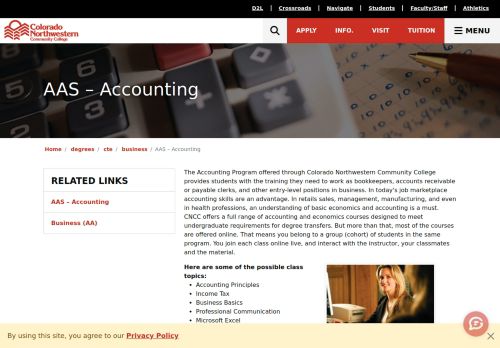 D2L | Crossroads | Navigate | Students | Faculty/Staff | Athletics
Colorado
Northwestern
Community College
APPLY INFO. VISIT TUITION MENU
AAS – Accounting
Home / degrees / cte / business / AAS – Accounting
RELATED LINKS
AAS – Accounting
Business (AA)
The Accounting Program offered through Colorado Northwestern Community College
provides students with the training they need to work as bookkeepers, accounts receivable
or payable clerks, and other entry-level positions in business. In today's job marketplace
accounting skills are an advantage. In retails sales, management, manufacturing, and even
in health professions, an understanding of basic economics and accounting is a must.
CNCC offers a full range of accounting and economics courses designed to meet
undergraduate requirements for degree transfers. But more than that, most of the courses
are offered online. That means you belong to a group (cohort) of students in the same
program. You join each class online live, and interact with the instructor, your classmates
and the material.
Here are some of the possible class
topics:
• Accounting Principles
• Income Tax
• Business Basics
• Professional Communication
• Microsoft Excel
By using this site, you agree to our Privacy Policy